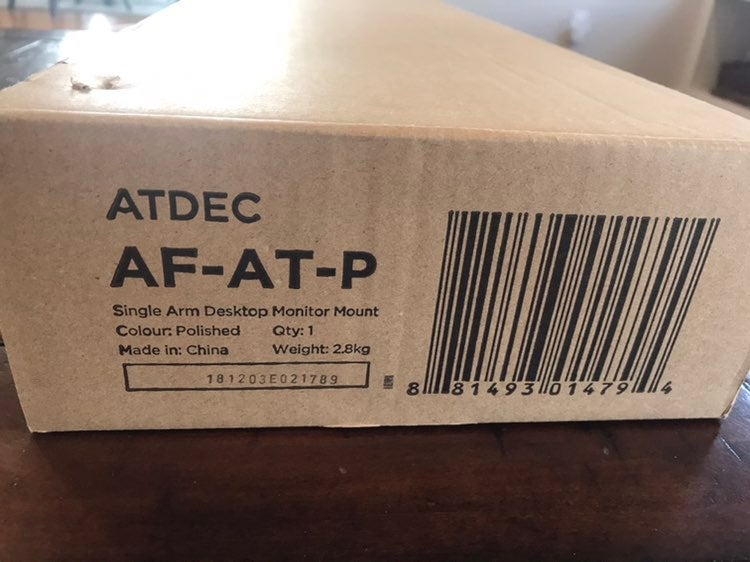 ATDEC
AF-AT-P
Single Arm Desktop Monitor Mount
Colour: Polished Qty: 1
Made in: China Weight: 2.8kg
181203E021789
8 81493 01479 4